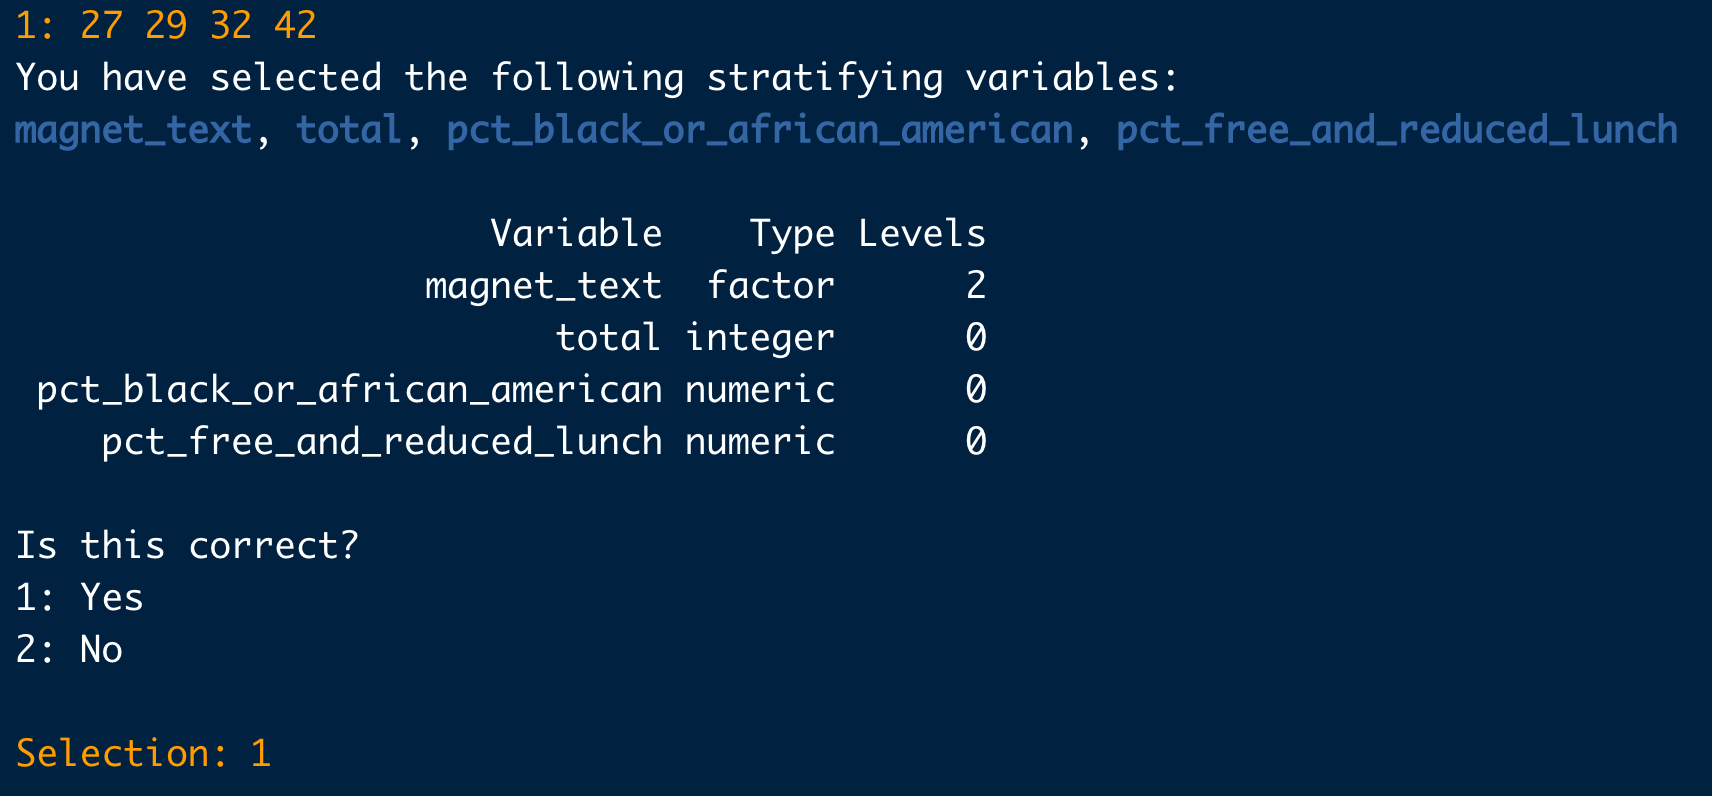 1: 27 29 32 42
You have selected the following stratifying variables:
magnet_text, total, pct_black_or_african_american, pct_free_and_reduced_lunch
Variable Type Levels
magnet_text factor 2
total integer 0
pct_black_or_african_american numeric 0
pct_free_and_reduced_lunch numeric 0
Is this correct?
1: Yes
2: No
Selection: 1